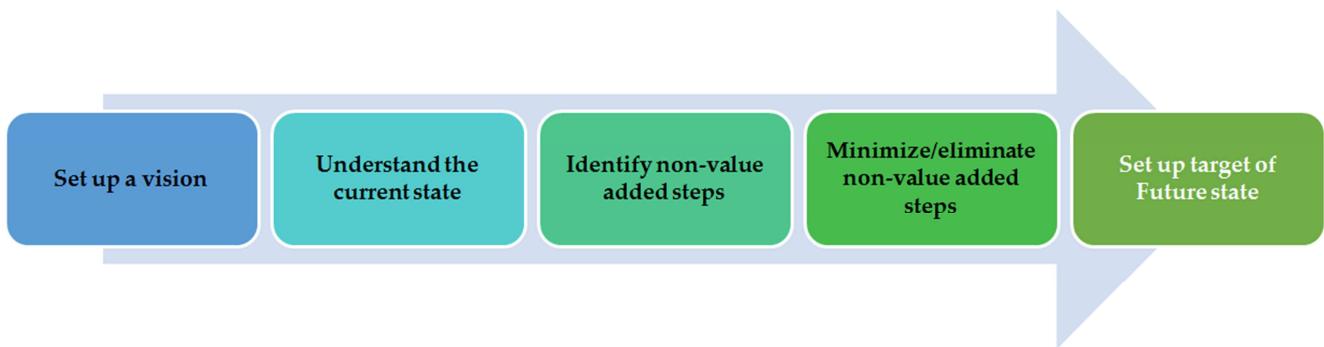 Set up a vision
Understand the
current state
Identify non-value
added steps
Minimize/eliminate
non-value added
steps
Set up target of
Future state